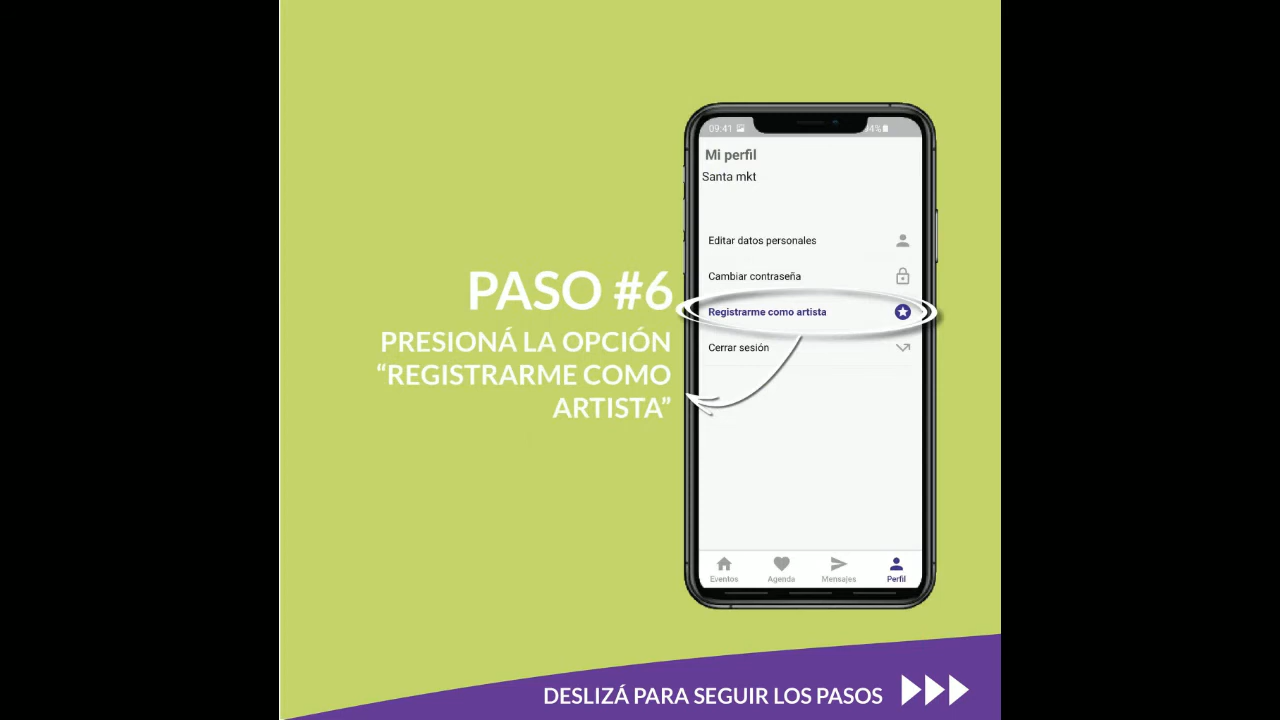 09:41
94%
Mi perfil
Santa mkt
Editar datos personales
Cambiar contraseña
Registrarme como artista
Cerrar sesión
Eventos Agenda Mensajes Perfil
PASO #6
PRESIONÁ LA OPCIÓN
“REGISTRARME COMO
ARTISTA”
DESLIZÁ PARA SEGUIR LOS PASOS